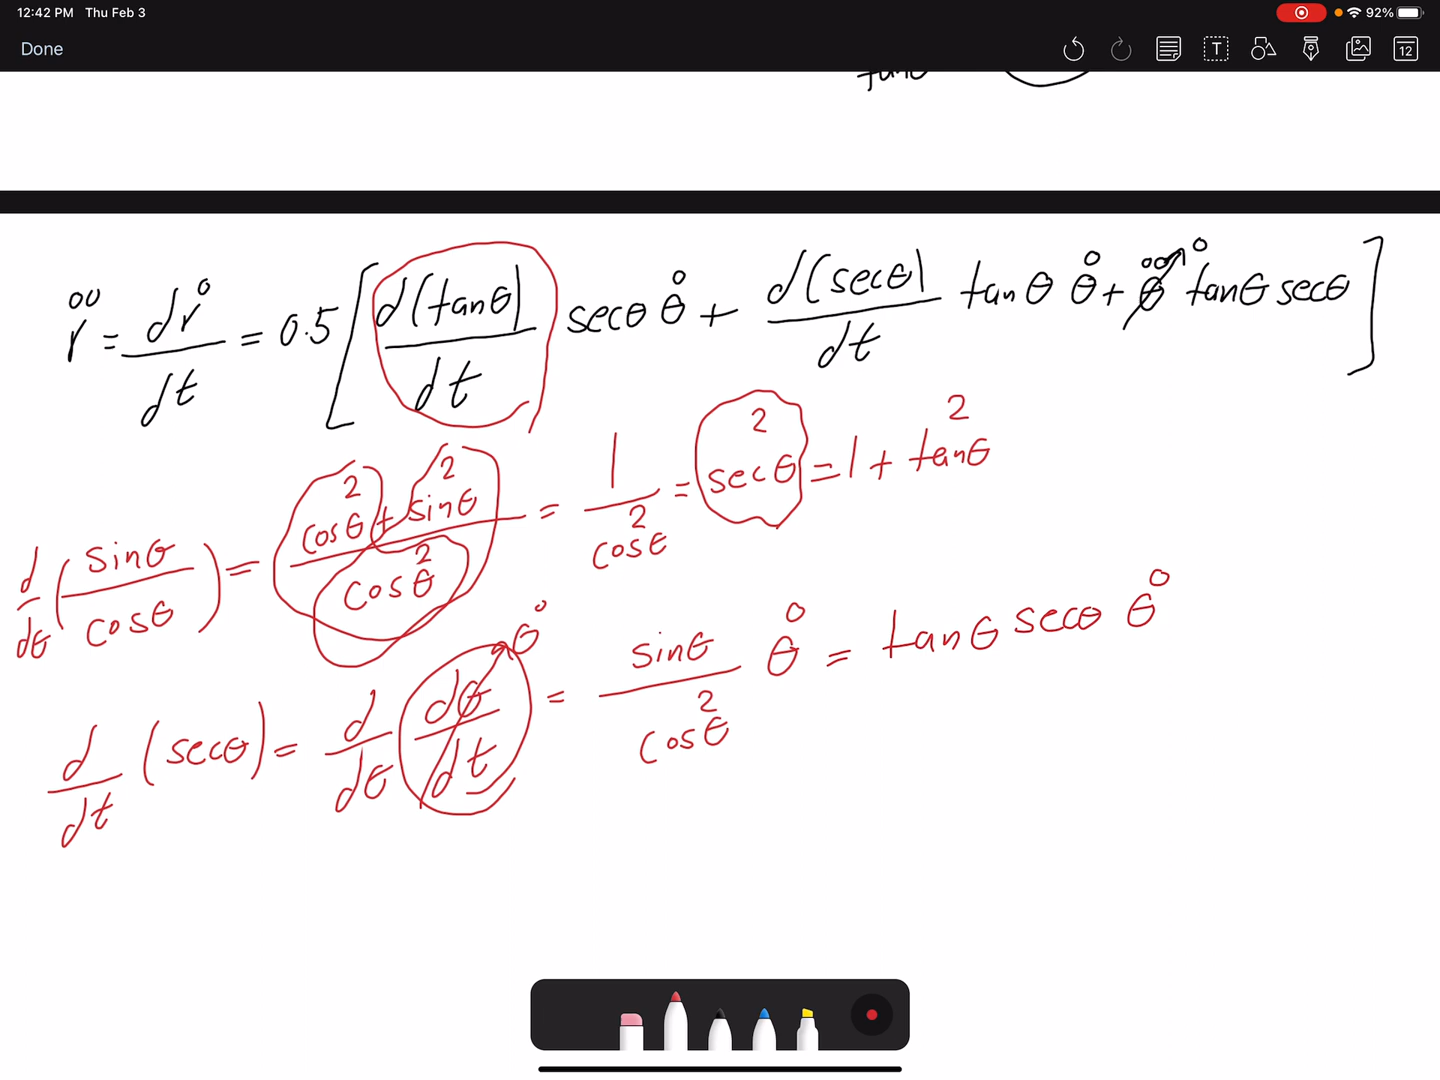 12:42 PM Thu Feb 3
92%
Done
T
12
r̈ = dṙ/dt = 0.5 [ d(tanθ)/dt secθ θ̇ + d(secθ)/dt tanθ θ̇ + θ̈→0 tanθ secθ ]
d/dθ (sinθ/cosθ) = (cos²θ + sin²θ)/cos²θ = 1/cos²θ = sec²θ = 1 + tan²θ
d/dt (secθ) = d/dθ dθ/dt→θ̇ = sinθ/cos²θ θ̇ = tanθ secθ θ̇